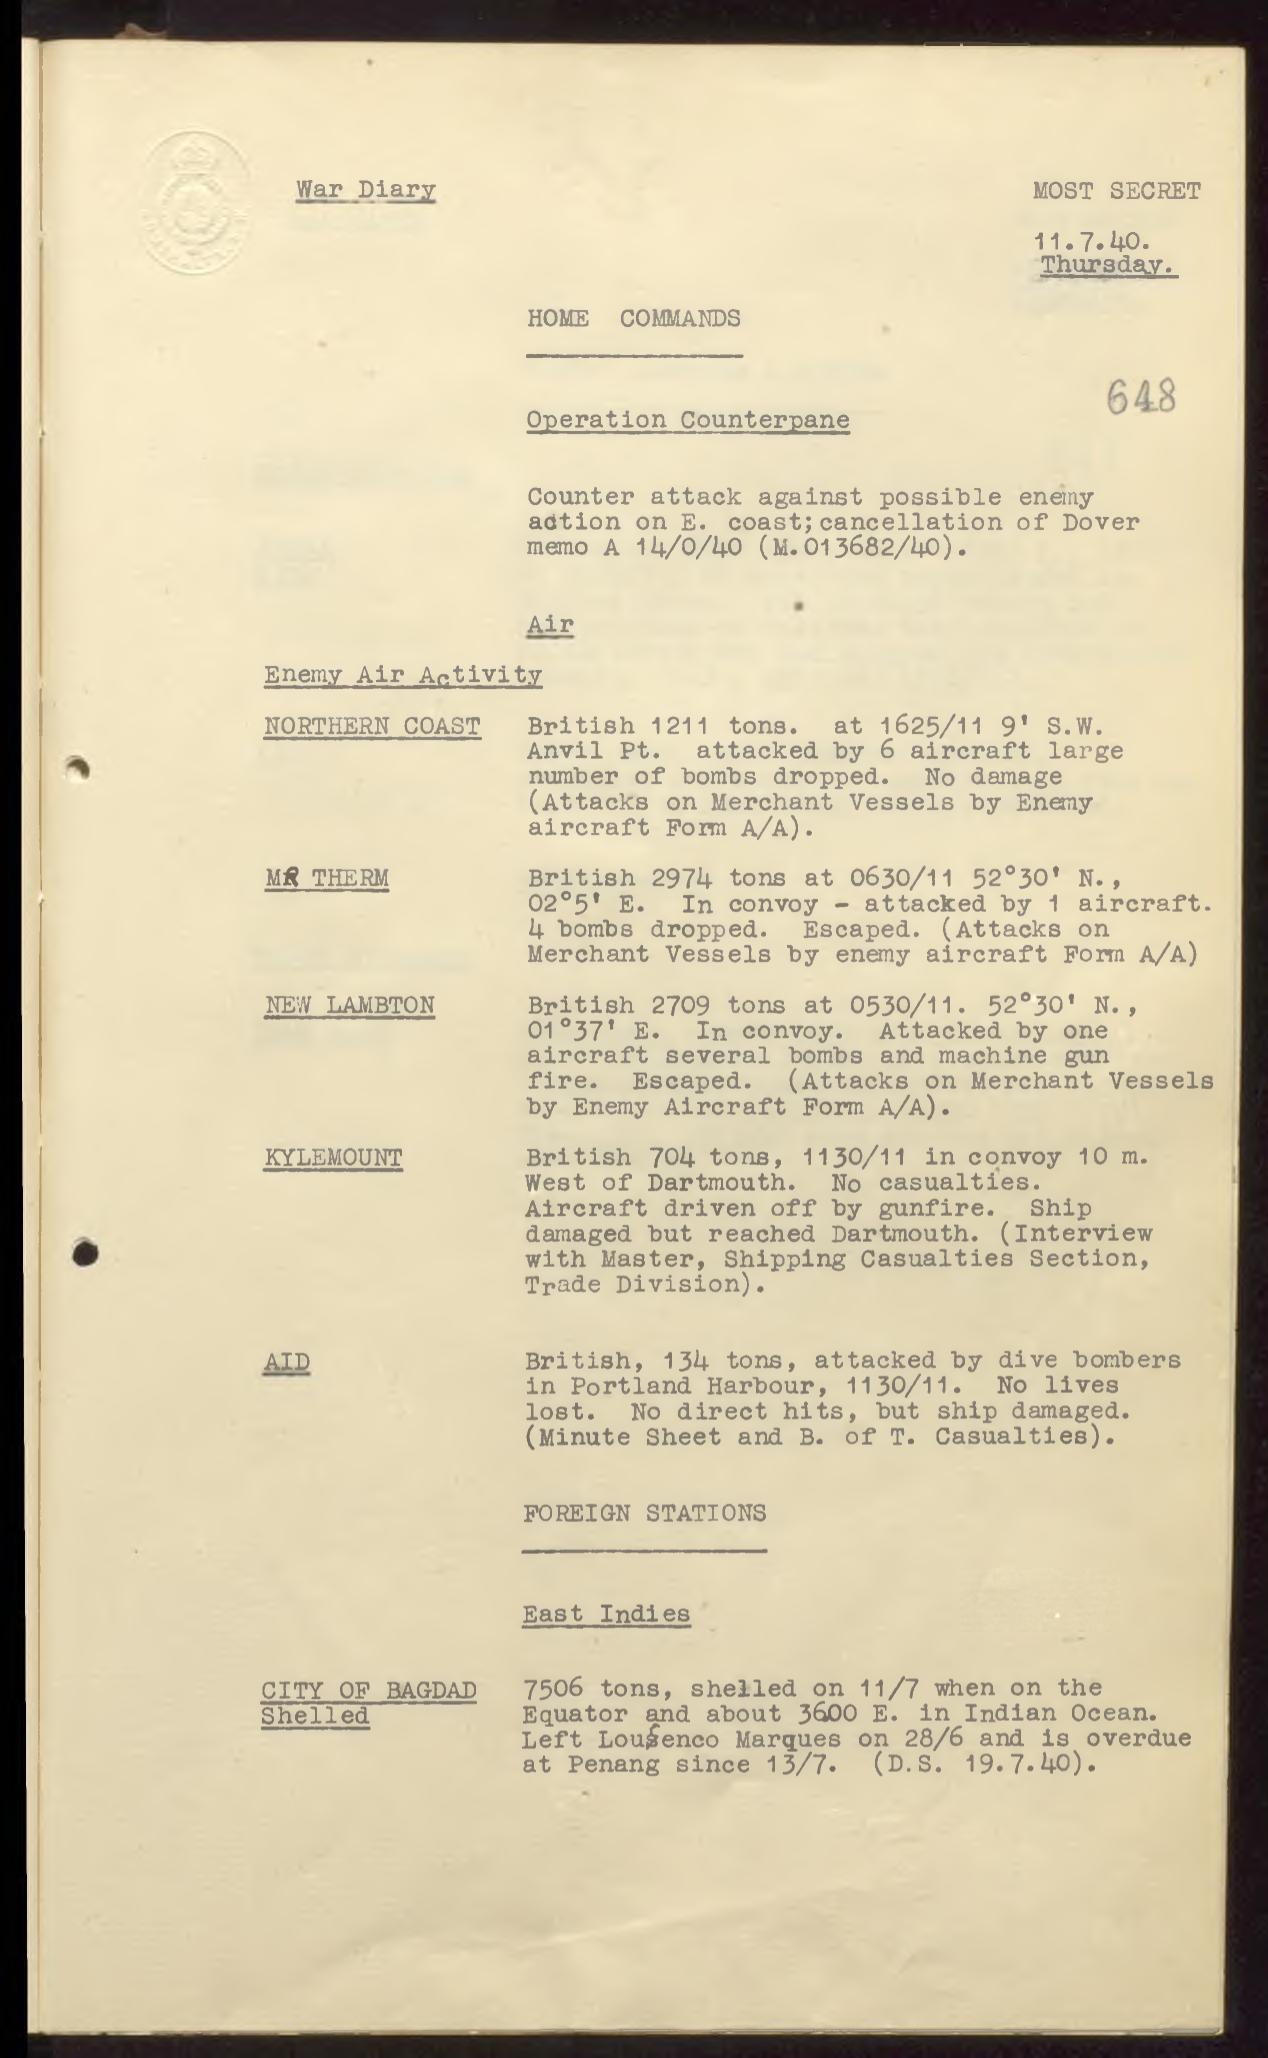 War Diary
MOST SECRET
11.7.40.
Thursday.
HOME COMMANDS
648
Operation Counterpane
Counter attack against possible enemy
action on E. coast; cancellation of Dover
memo A 14/0/40 (M.013682/40).
Air
Enemy Air Activity
NORTHERN COAST British 1211 tons. at 1625/11 9' S.W.
Anvil Pt. attacked by 6 aircraft large
number of bombs dropped. No damage
(Attacks on Merchant Vessels by Enemy
aircraft Form A/A).
MR THERM British 2974 tons at 0630/11 52°30' N.,
02°5' E. In convoy - attacked by 1 aircraft.
4 bombs dropped. Escaped. (Attacks on
Merchant Vessels by enemy aircraft Form A/A)
NEW LAMBTON British 2709 tons at 0530/11. 52°30' N.,
01°37' E. In convoy. Attacked by one
aircraft several bombs and machine gun
fire. Escaped. (Attacks on Merchant Vessels
by Enemy Aircraft Form A/A).
KYLEMOUNT British 704 tons, 1130/11 in convoy 10 m.
West of Dartmouth. No casualties.
Aircraft driven off by gunfire. Ship
damaged but reached Dartmouth. (Interview
with Master, Shipping Casualties Section,
Trade Division).
AID British, 134 tons, attacked by dive bombers
in Portland Harbour, 1130/11. No lives
lost. No direct hits, but ship damaged.
(Minute Sheet and B. of T. Casualties).
FOREIGN STATIONS
East Indies
CITY OF BAGDAD 7506 tons, shelled on 11/7 when on the
Shelled Equator and about 3600 E. in Indian Ocean.
Left Lousenco Marques on 28/6 and is overdue
at Penang since 13/7. (D.S. 19.7.40).